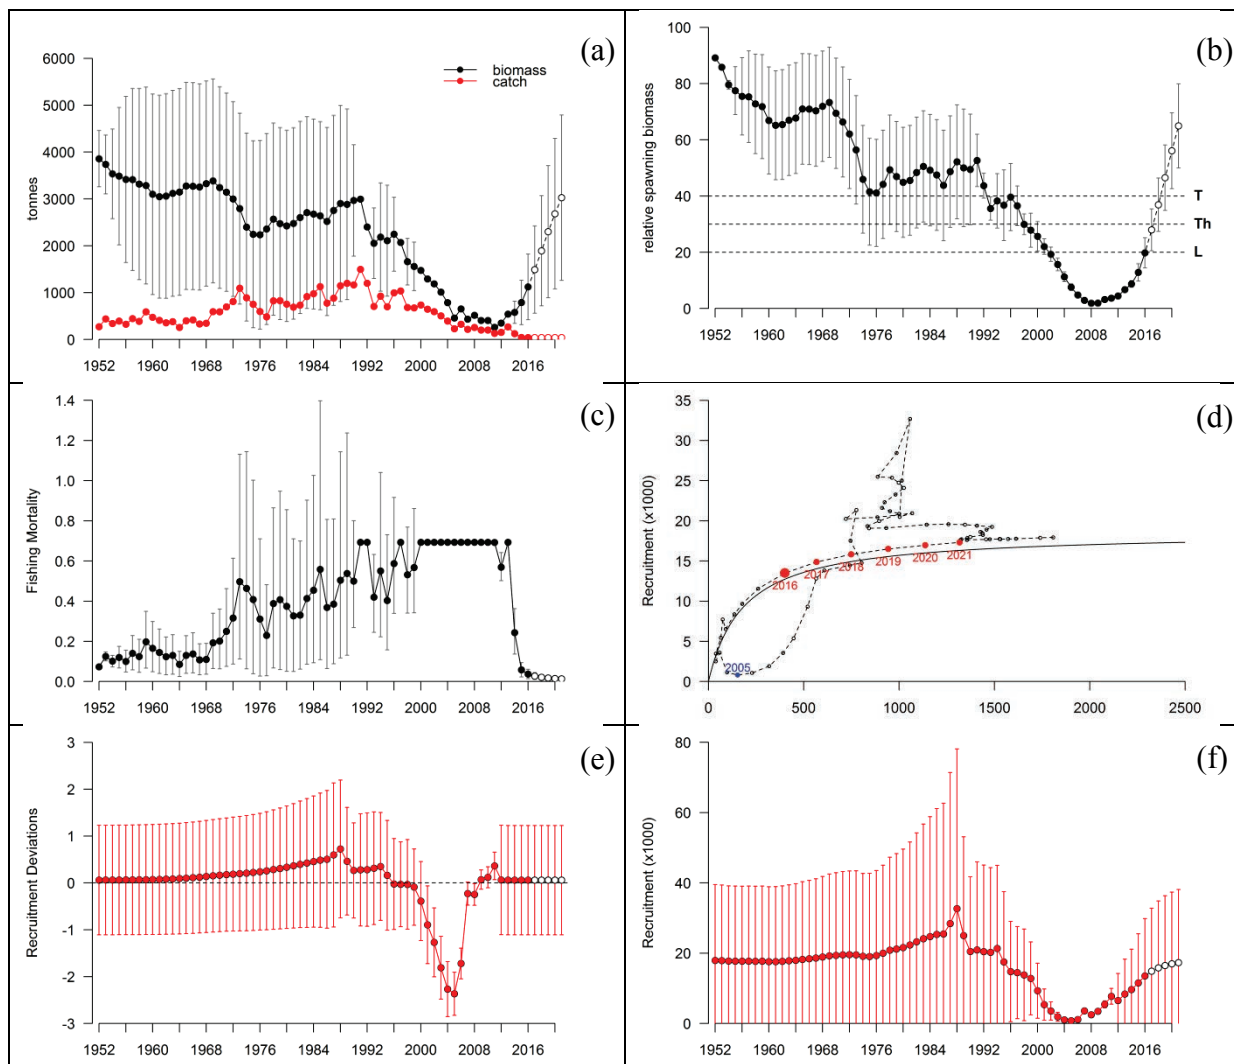 (a)
biomass
catch
tonnes
6000
5000
4000
3000
2000
1000
0
1952 1960 1968 1976 1984 1992 2000 2008 2016
(b)
relative spawning biomass
100
80
60
40
20
0
T
Th
L
1952 1960 1968 1976 1984 1992 2000 2008 2016
(c)
Fishing Mortality
1.4
1.2
1.0
0.8
0.6
0.4
0.2
0.0
1952 1960 1968 1976 1984 1992 2000 2008 2016
(d)
Recruitment (x1000)
35
30
25
20
15
10
5
0
2016 2017 2018 2019 2020 2021
2005
0 500 1000 1500 2000 2500
(e)
Recruitment Deviations
3
2
1
0
-1
-2
-3
1952 1960 1968 1976 1984 1992 2000 2008 2016
(f)
Recruitment (x1000)
80
60
40
20
0
1952 1960 1968 1976 1984 1992 2000 2008 2016